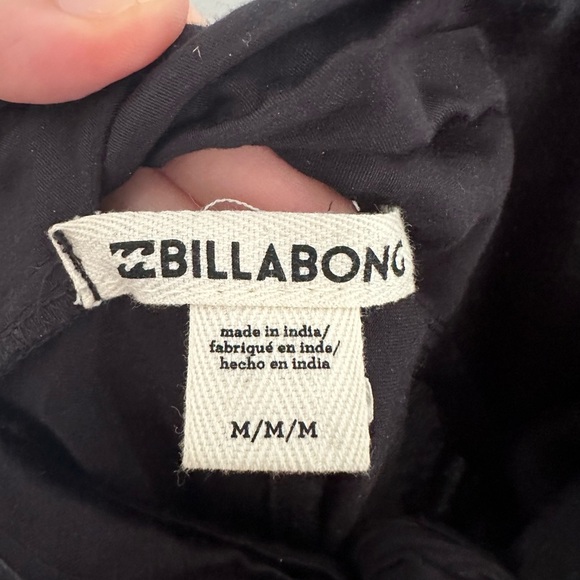 BILLABONG
made in india/
fabriqué en inde/
hecho en india
M/M/M